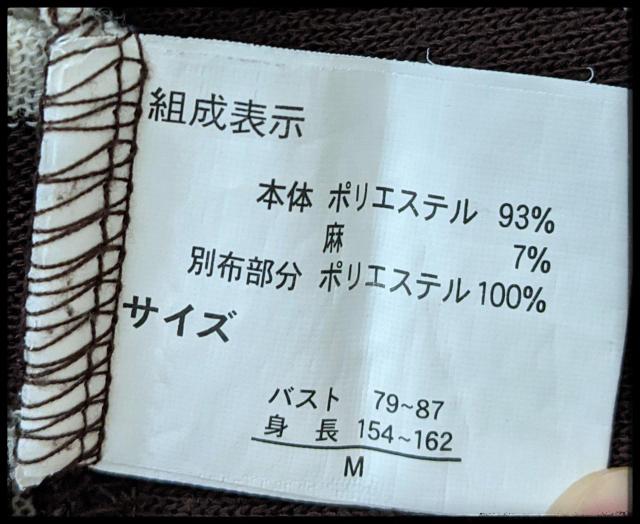 組成表示
本体 ポリエステル 93%
麻 7%
別布部分 ポリエステル 100%
サイズ
バスト 79~87
身 長 154~162
M